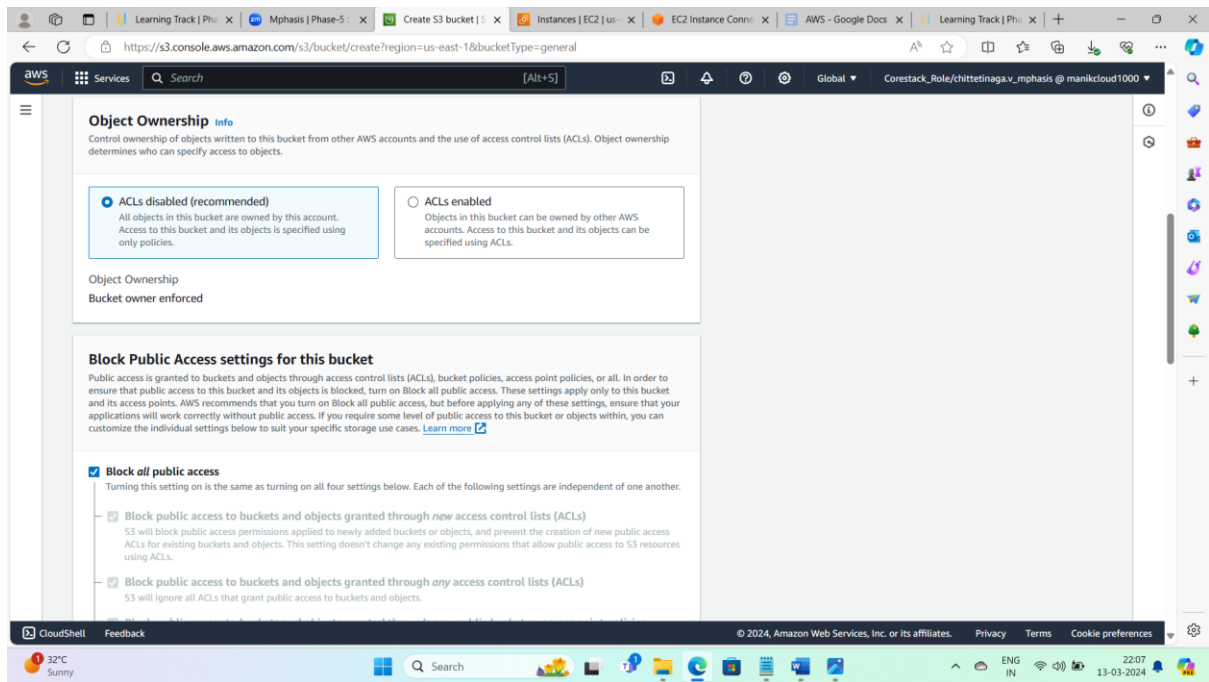 Learning Track | Pha
Mphasis | Phase-5 :
Create S3 bucket | S
Instances | EC2 | us-
EC2 Instance Conne
AWS - Google Docs
Learning Track | Pha
https://s3.console.aws.amazon.com/s3/bucket/create?region=us-east-1&bucketType=general
aws
Services
Search
[Alt+S]
Global
Corestack_Role/chittetinaga.v_mphasis @ manikcloud1000
Object Ownership Info
Control ownership of objects written to this bucket from other AWS accounts and the use of access control lists (ACLs). Object ownership
determines who can specify access to objects.
ACLs disabled (recommended)
All objects in this bucket are owned by this account.
Access to this bucket and its objects is specified using
only policies.
ACLs enabled
Objects in this bucket can be owned by other AWS
accounts. Access to this bucket and its objects can be
specified using ACLs.
Object Ownership
Bucket owner enforced
Block Public Access settings for this bucket
Public access is granted to buckets and objects through access control lists (ACLs), bucket policies, access point policies, or all. In order to
ensure that public access to this bucket and its objects is blocked, turn on Block all public access. These settings apply only to this bucket
and its access points. AWS recommends that you turn on Block all public access, but before applying any of these settings, ensure that your
applications will work correctly without public access. If you require some level of public access to this bucket or objects within, you can
customize the individual settings below to suit your specific storage use cases. Learn more
Block all public access
Turning this setting on is the same as turning on all four settings below. Each of the following settings are independent of one another.
Block public access to buckets and objects granted through new access control lists (ACLs)
S3 will block public access permissions applied to newly added buckets or objects, and prevent the creation of new public access
ACLs for existing buckets and objects. This setting doesn't change any existing permissions that allow public access to S3 resources
using ACLs.
Block public access to buckets and objects granted through any access control lists (ACLs)
S3 will ignore all ACLs that grant public access to buckets and objects.
CloudShell
Feedback
© 2024, Amazon Web Services, Inc. or its affiliates.
Privacy
Terms
Cookie preferences
32°C
Sunny
Search
ENG
IN
22:07
13-03-2024